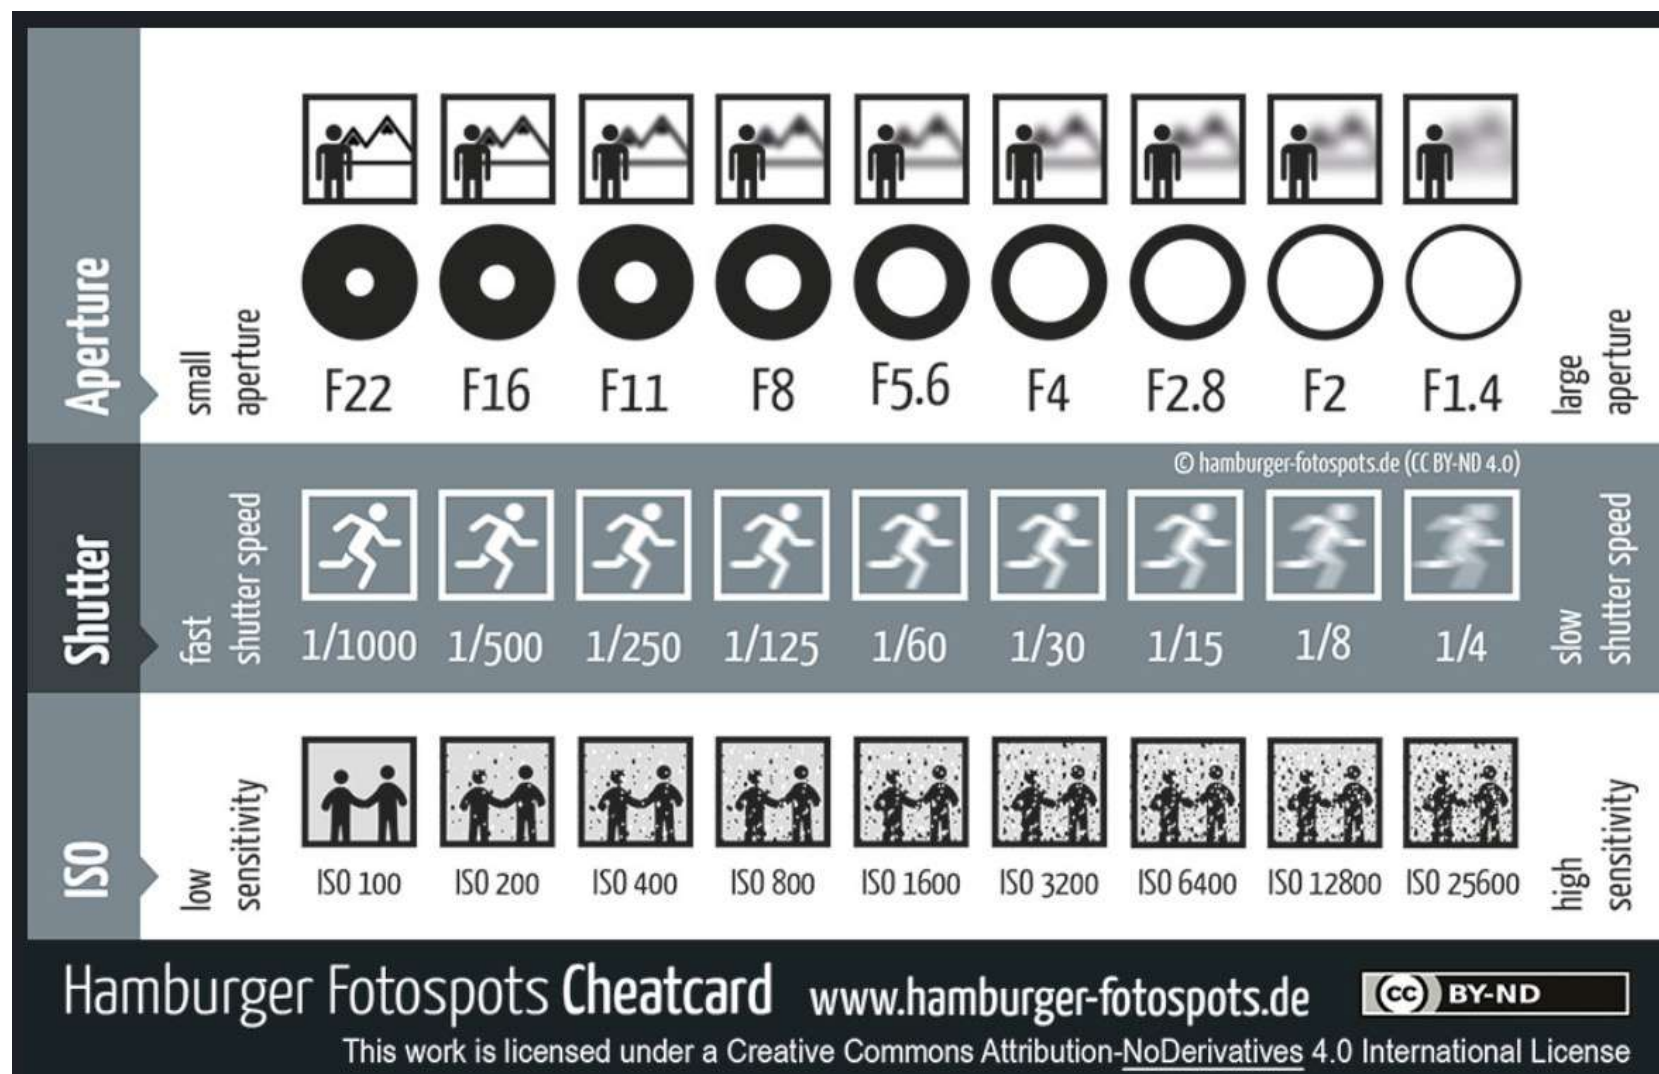 Aperture
small
aperture
F22 F16 F11 F8 F5.6 F4 F2.8 F2 F1.4
large
aperture
© hamburger-fotospots.de (CC BY-ND 4.0)
Shutter
fast
shutter speed
1/1000 1/500 1/250 1/125 1/60 1/30 1/15 1/8 1/4
slow
shutter speed
ISO
low
sensitivity
ISO 100 ISO 200 ISO 400 ISO 800 ISO 1600 ISO 3200 ISO 6400 ISO 12800 ISO 25600
high
sensitivity
Hamburger Fotospots Cheatcard www.hamburger-fotospots.de cc BY-ND
This work is licensed under a Creative Commons Attribution-NoDerivatives 4.0 International License